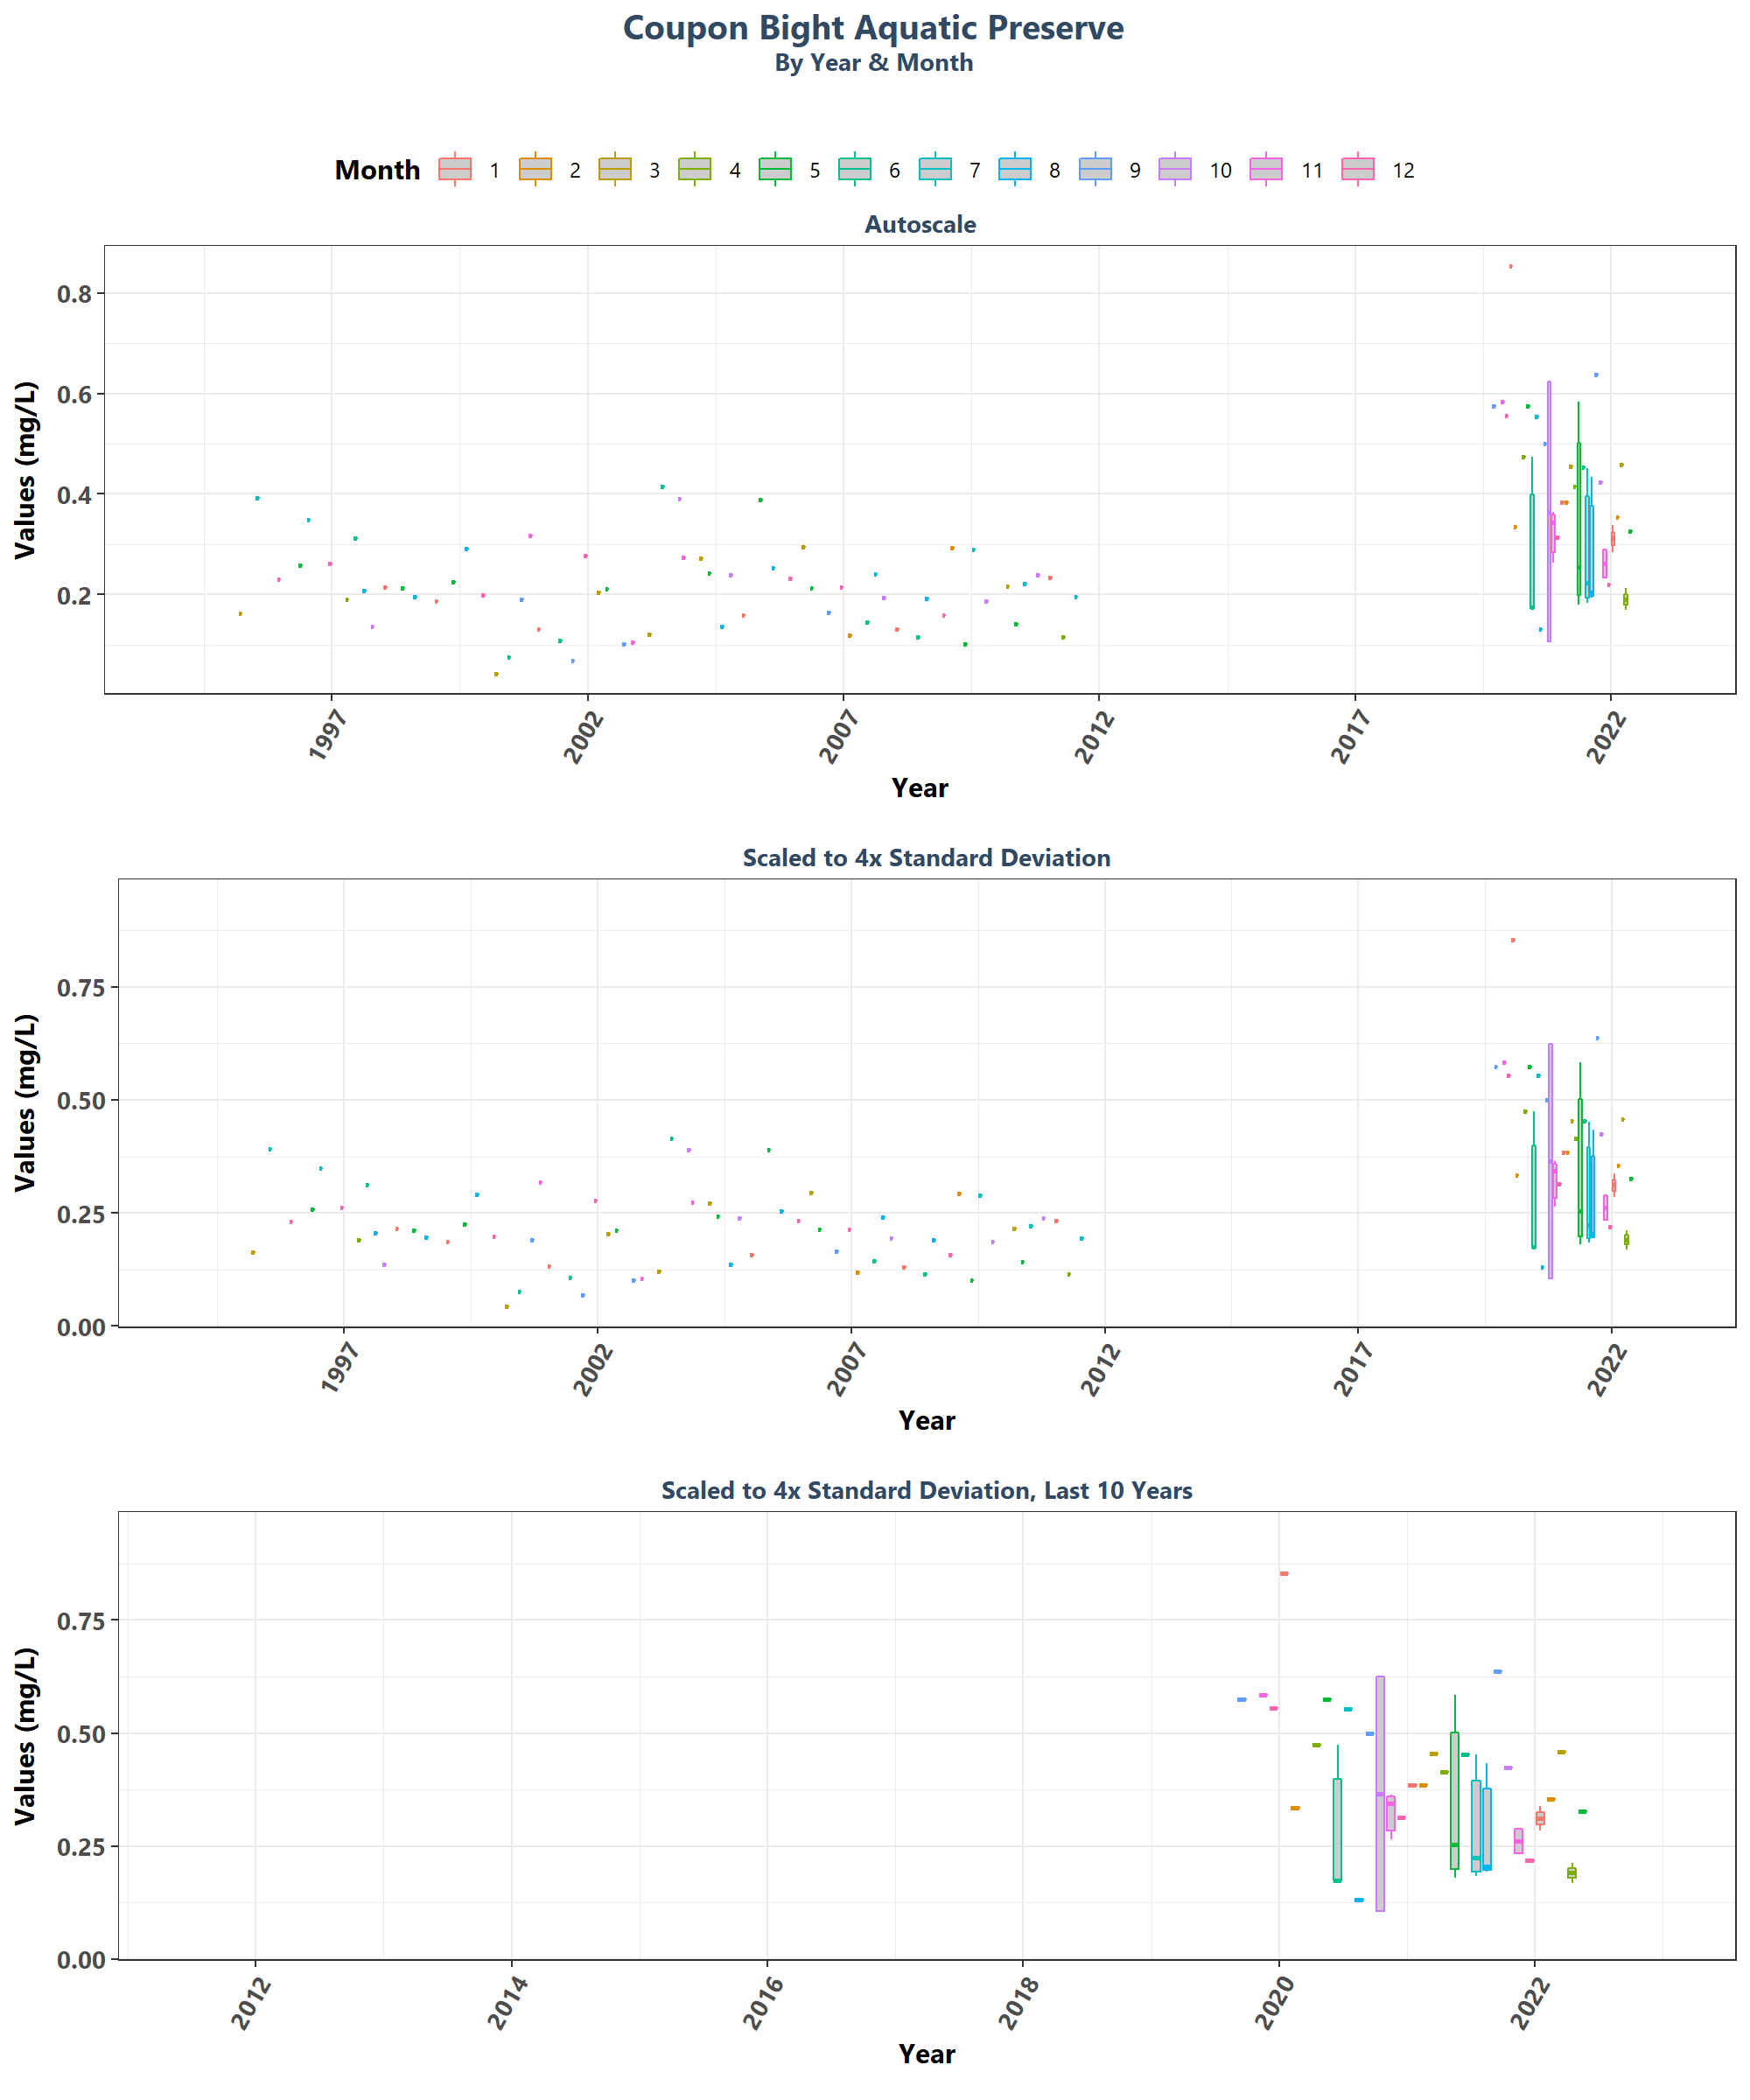 Coupon Bight Aquatic Preserve
By Year & Month
Month 1 2 3 4 5 6 7 8 9 10 11 12
Autoscale
Values (mg/L)
0.8
0.6
0.4
0.2
1997 2002 2007 2012 2017 2022
Year
Scaled to 4x Standard Deviation
Values (mg/L)
0.75
0.50
0.25
0.00
1997 2002 2007 2012 2017 2022
Year
Scaled to 4x Standard Deviation, Last 10 Years
Values (mg/L)
0.75
0.50
0.25
0.00
2012 2014 2016 2018 2020 2022
Year